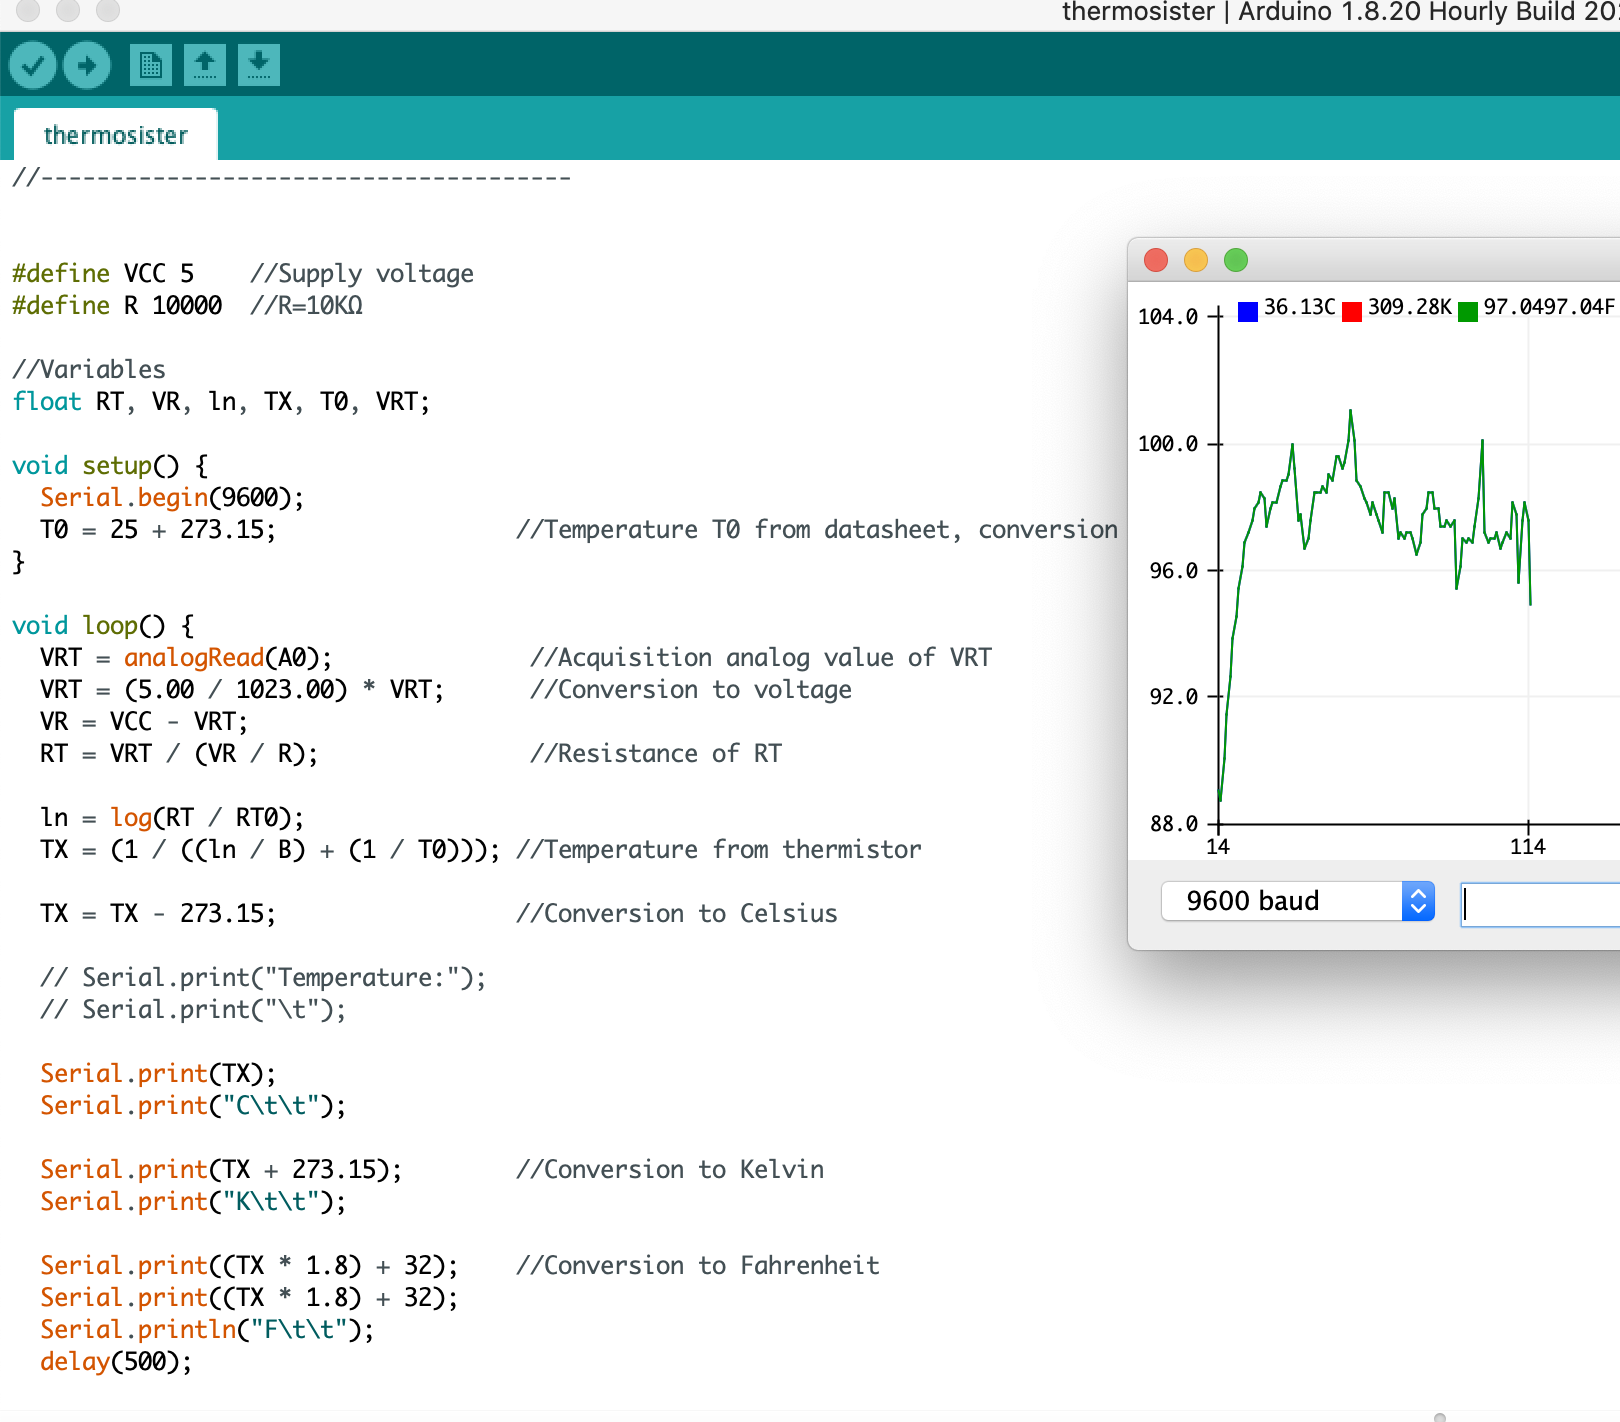 thermosister | Arduino 1.8.20 Hourly Build 20
thermosister
//--------------------------------------
#define VCC 5    //Supply voltage
#define R 10000  //R=10KΩ
//Variables
float RT, VR, ln, TX, T0, VRT;
void setup() {
  Serial.begin(9600);
  T0 = 25 + 273.15;                 //Temperature T0 from datasheet, conversion
}
void loop() {
  VRT = analogRead(A0);              //Acquisition analog value of VRT
  VRT = (5.00 / 1023.00) * VRT;      //Conversion to voltage
  VR = VCC - VRT;
  RT = VRT / (VR / R);               //Resistance of RT
  ln = log(RT / RT0);
  TX = (1 / ((ln / B) + (1 / T0))); //Temperature from thermistor
  TX = TX - 273.15;                 //Conversion to Celsius
  // Serial.print("Temperature:");
  // Serial.print("\t");
  Serial.print(TX);
  Serial.print("C\t\t");
  Serial.print(TX + 273.15);        //Conversion to Kelvin
  Serial.print("K\t\t");
  Serial.print((TX * 1.8) + 32);    //Conversion to Fahrenheit
  Serial.print((TX * 1.8) + 32);
  Serial.println("F\t\t");
  delay(500);
36.13C 309.28K 97.0497.04F
104.0
100.0
96.0
92.0
88.0
14 114
9600 baud